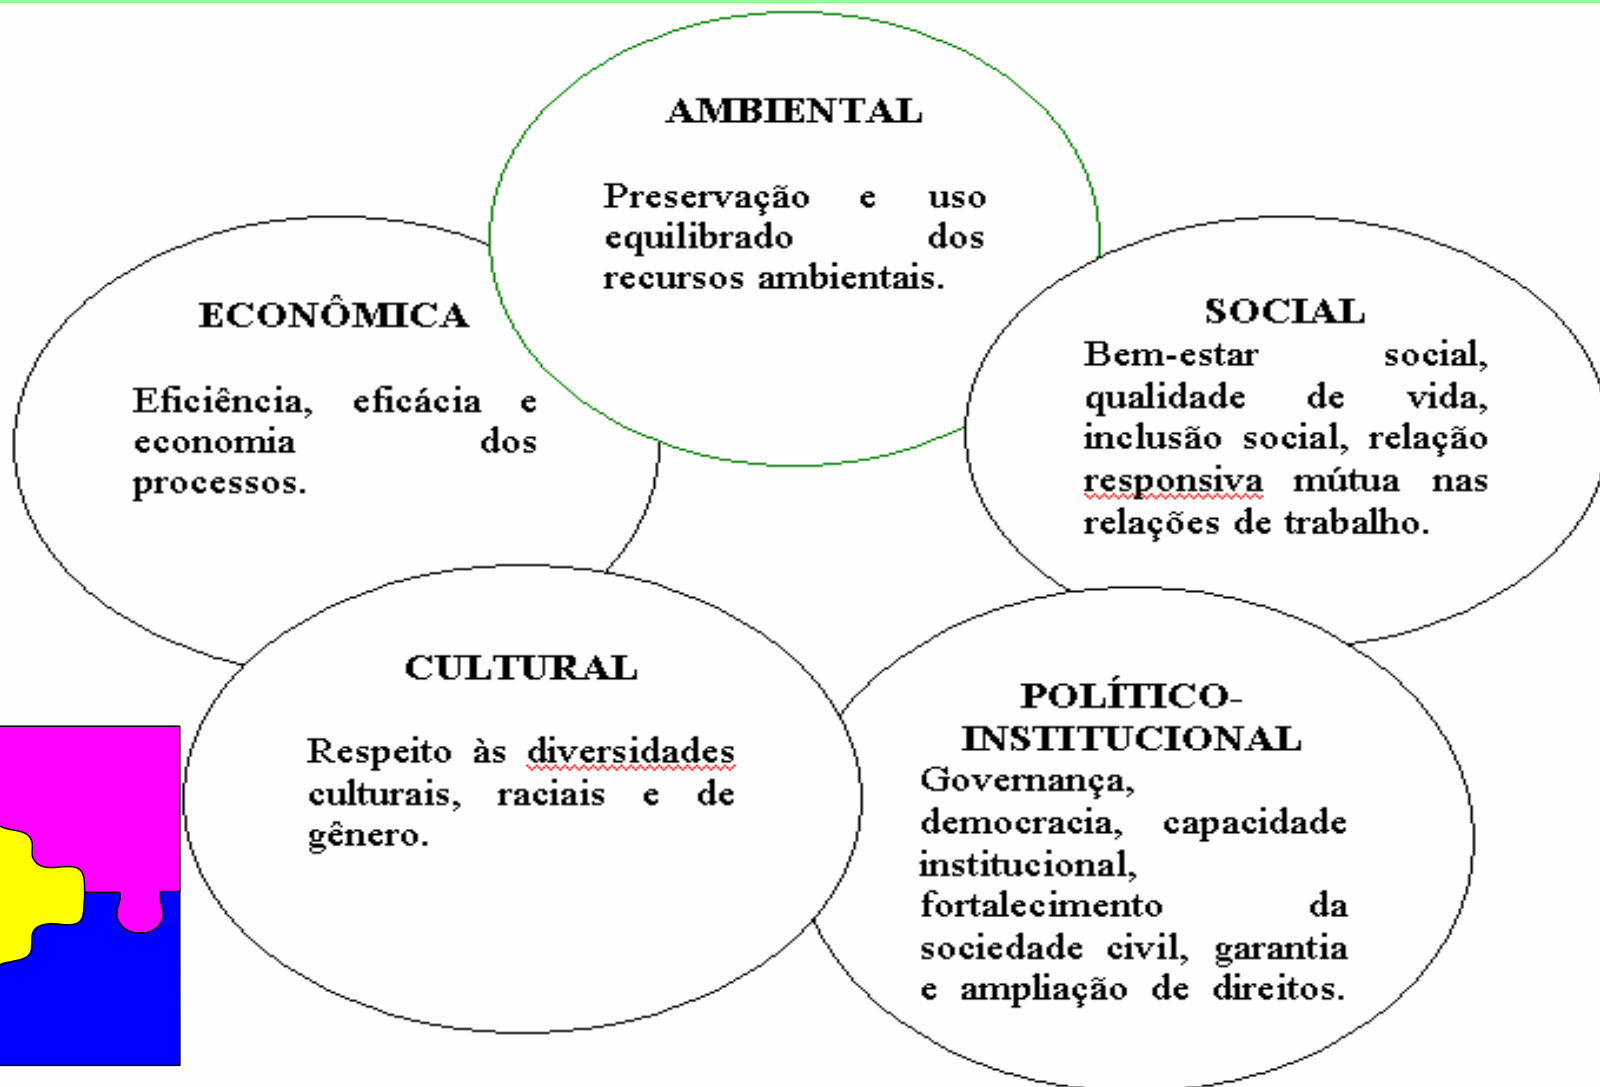 AMBIENTAL
Preservação e uso
equilibrado dos
recursos ambientais.
ECONÔMICA
Eficiência, eficácia e
economia dos
processos.
SOCIAL
Bem-estar social,
qualidade de vida,
inclusão social, relação
responsiva mútua nas
relações de trabalho.
CULTURAL
Respeito às diversidades
culturais, raciais e de
gênero.
POLÍTICO-
INSTITUCIONAL
Governança,
democracia, capacidade
institucional,
fortalecimento da
sociedade civil, garantia
e ampliação de direitos.